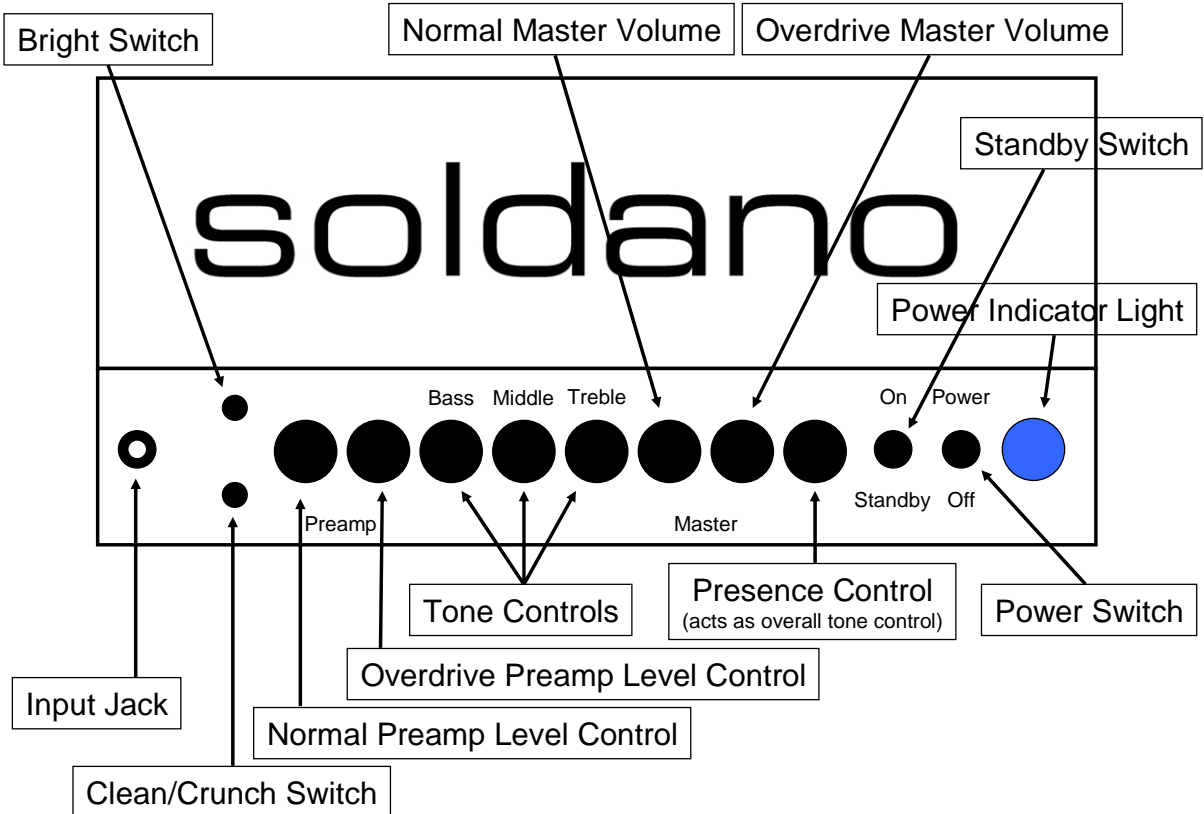 Normal Master Volume
Overdrive Master Volume
Bright Switch
Standby Switch
soldano
Power Indicator Light
Bass Middle Treble
On Power
Standby Off
Preamp
Master
Presence Control
(acts as overall tone control)
Tone Controls
Power Switch
Overdrive Preamp Level Control
Input Jack
Normal Preamp Level Control
Clean/Crunch Switch